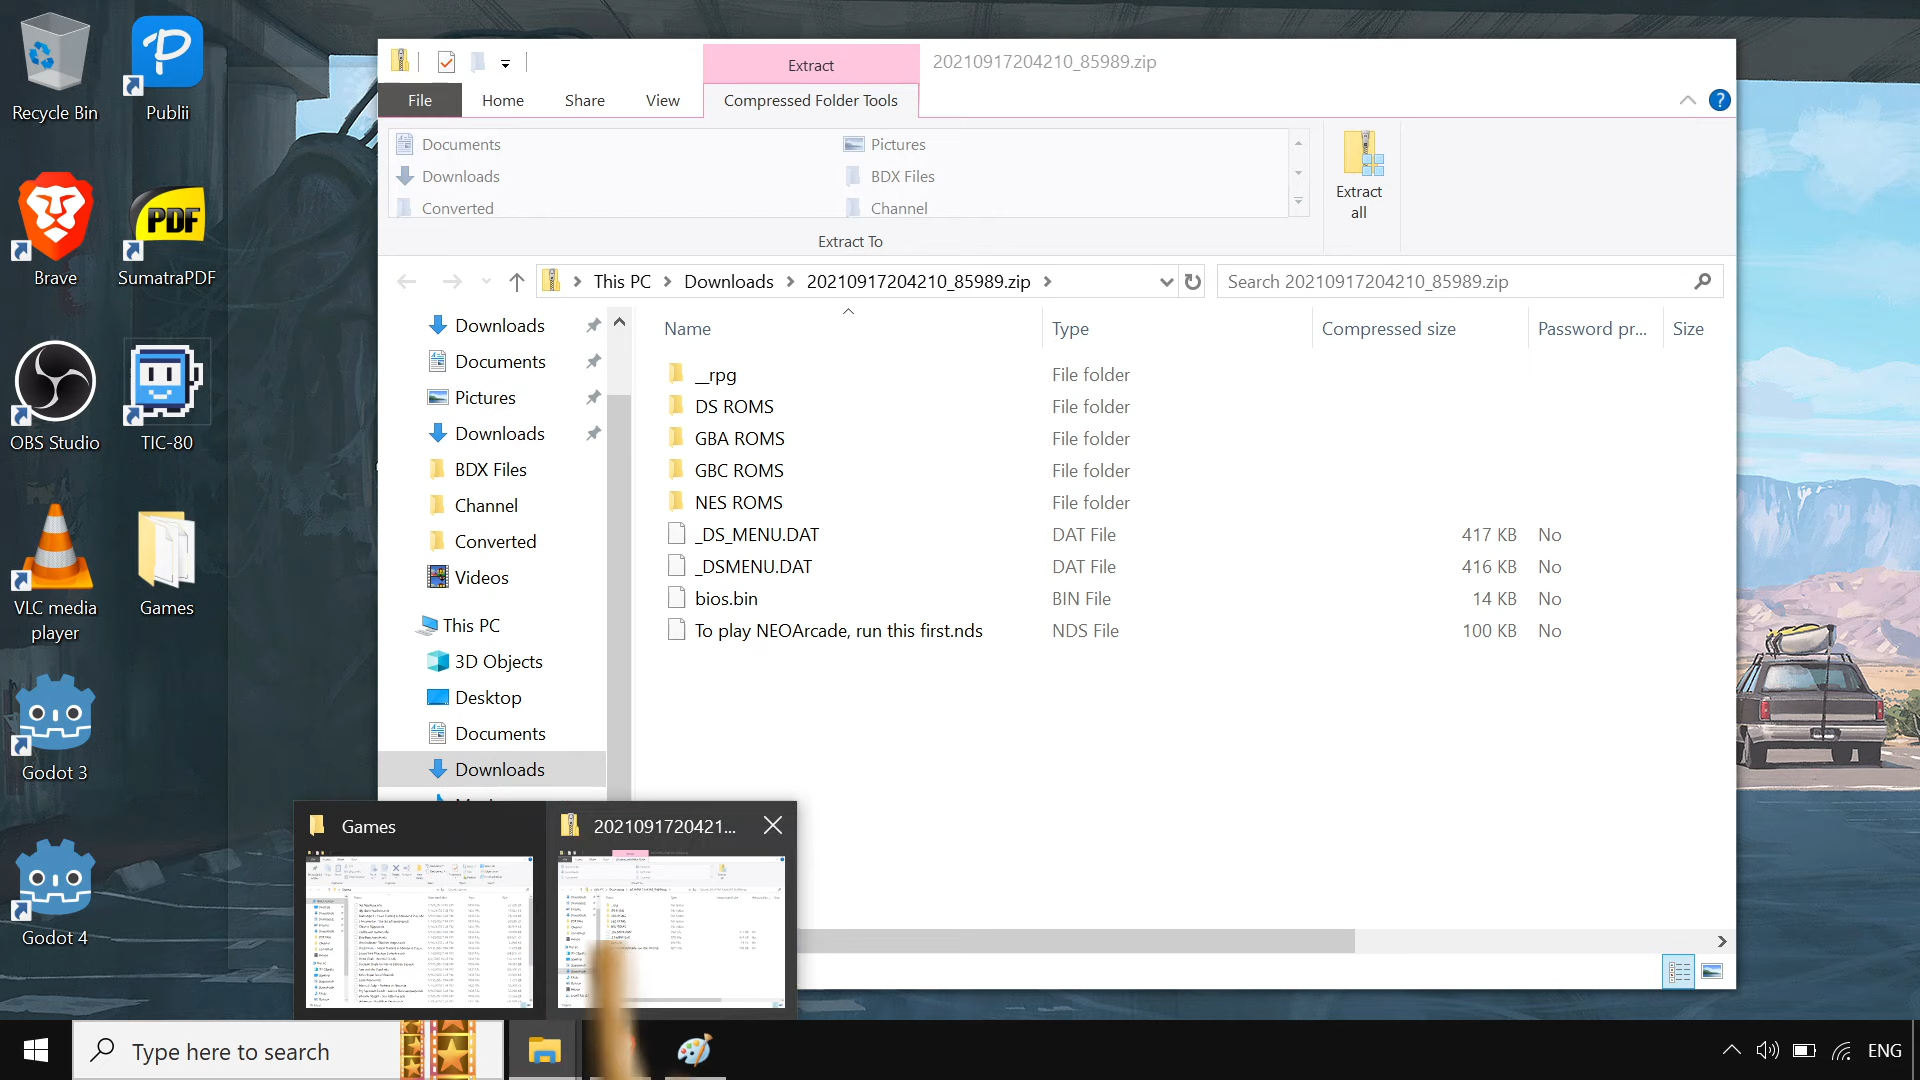 Recycle Bin
Publii
Brave
SumatraPDF
OBS Studio
TIC-80
VLC media
player
Games
Godot 3
Godot 4
Extract
20210917204210_85989.zip
File
Home
Share
View
Compressed Folder Tools
Documents
Pictures
Downloads
BDX Files
Converted
Channel
Extract
all
Extract To
This PC
Downloads
20210917204210_85989.zip
Search 20210917204210_85989.zip
Downloads
Documents
Pictures
Downloads
BDX Files
Channel
Converted
Videos
This PC
3D Objects
Desktop
Documents
Downloads
Name
Type
Compressed size
Password pr...
Size
__rpg
File folder
DS ROMS
File folder
GBA ROMS
File folder
GBC ROMS
File folder
NES ROMS
File folder
_DS_MENU.DAT
DAT File
417 KB
No
_DSMENU.DAT
DAT File
416 KB
No
bios.bin
BIN File
14 KB
No
To play NEOArcade, run this first.nds
NDS File
100 KB
No
Games
2021091720421...
Type here to search
ENG